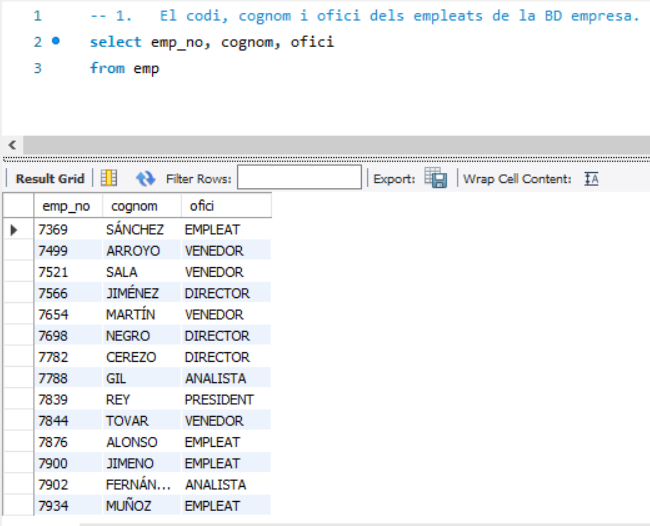 1 -- 1. El codi, cognom i ofici dels empleats de la BD empresa.
2 select emp_no, cognom, ofici
3 from emp
Result Grid Filter Rows: Export: Wrap Cell Content: IA
emp_no cognom ofici
7369 SÁNCHEZ EMPLEAT
7499 ARROYO VENEDOR
7521 SALA VENEDOR
7566 JIMÉNEZ DIRECTOR
7654 MARTÍN VENEDOR
7698 NEGRO DIRECTOR
7782 CEREZO DIRECTOR
7788 GIL ANALISTA
7839 REY PRESIDENT
7844 TOVAR VENEDOR
7876 ALONSO EMPLEAT
7900 JIMENO EMPLEAT
7902 FERNÁN... ANALISTA
7934 MUÑOZ EMPLEAT